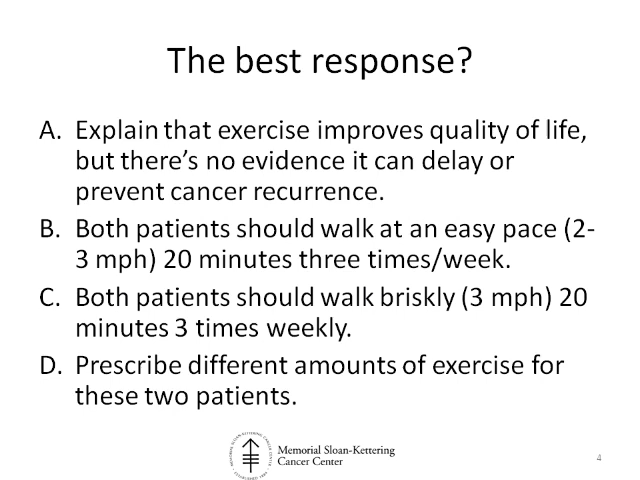 The best response?
A. Explain that exercise improves quality of life,
but there's no evidence it can delay or
prevent cancer recurrence.
B. Both patients should walk at an easy pace (2-
3 mph) 20 minutes three times/week.
C. Both patients should walk briskly (3 mph) 20
minutes 3 times weekly.
D. Prescribe different amounts of exercise for
these two patients.
Memorial Sloan-Kettering
Cancer Center
4